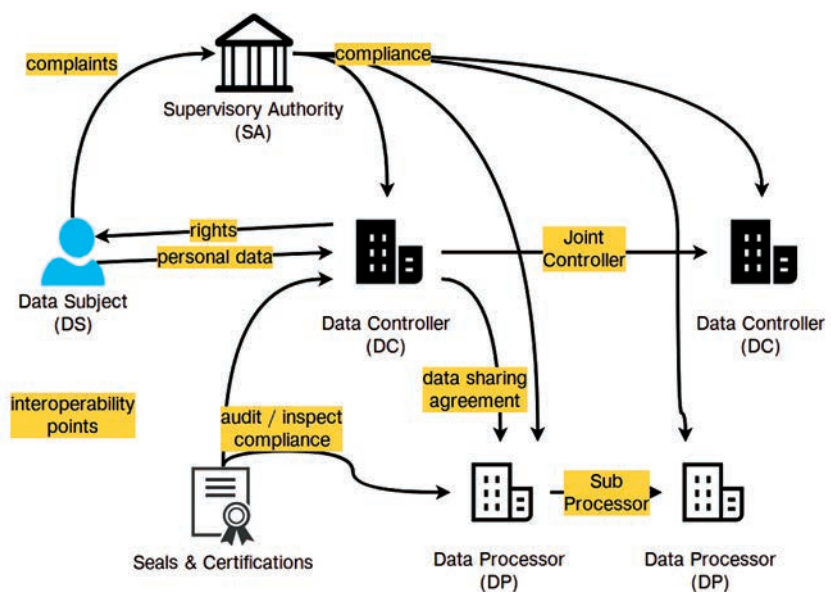 complaints
compliance
Supervisory Authority
(SA)
rights
personal data
Joint
Controller
Data Subject
(DS)
Data Controller
(DC)
Data Controller
(DC)
data sharing
agreement
interoperability
points
audit / inspect
compliance
Sub
Processor
Seals & Certifications
Data Processor
(DP)
Data Processor
(DP)